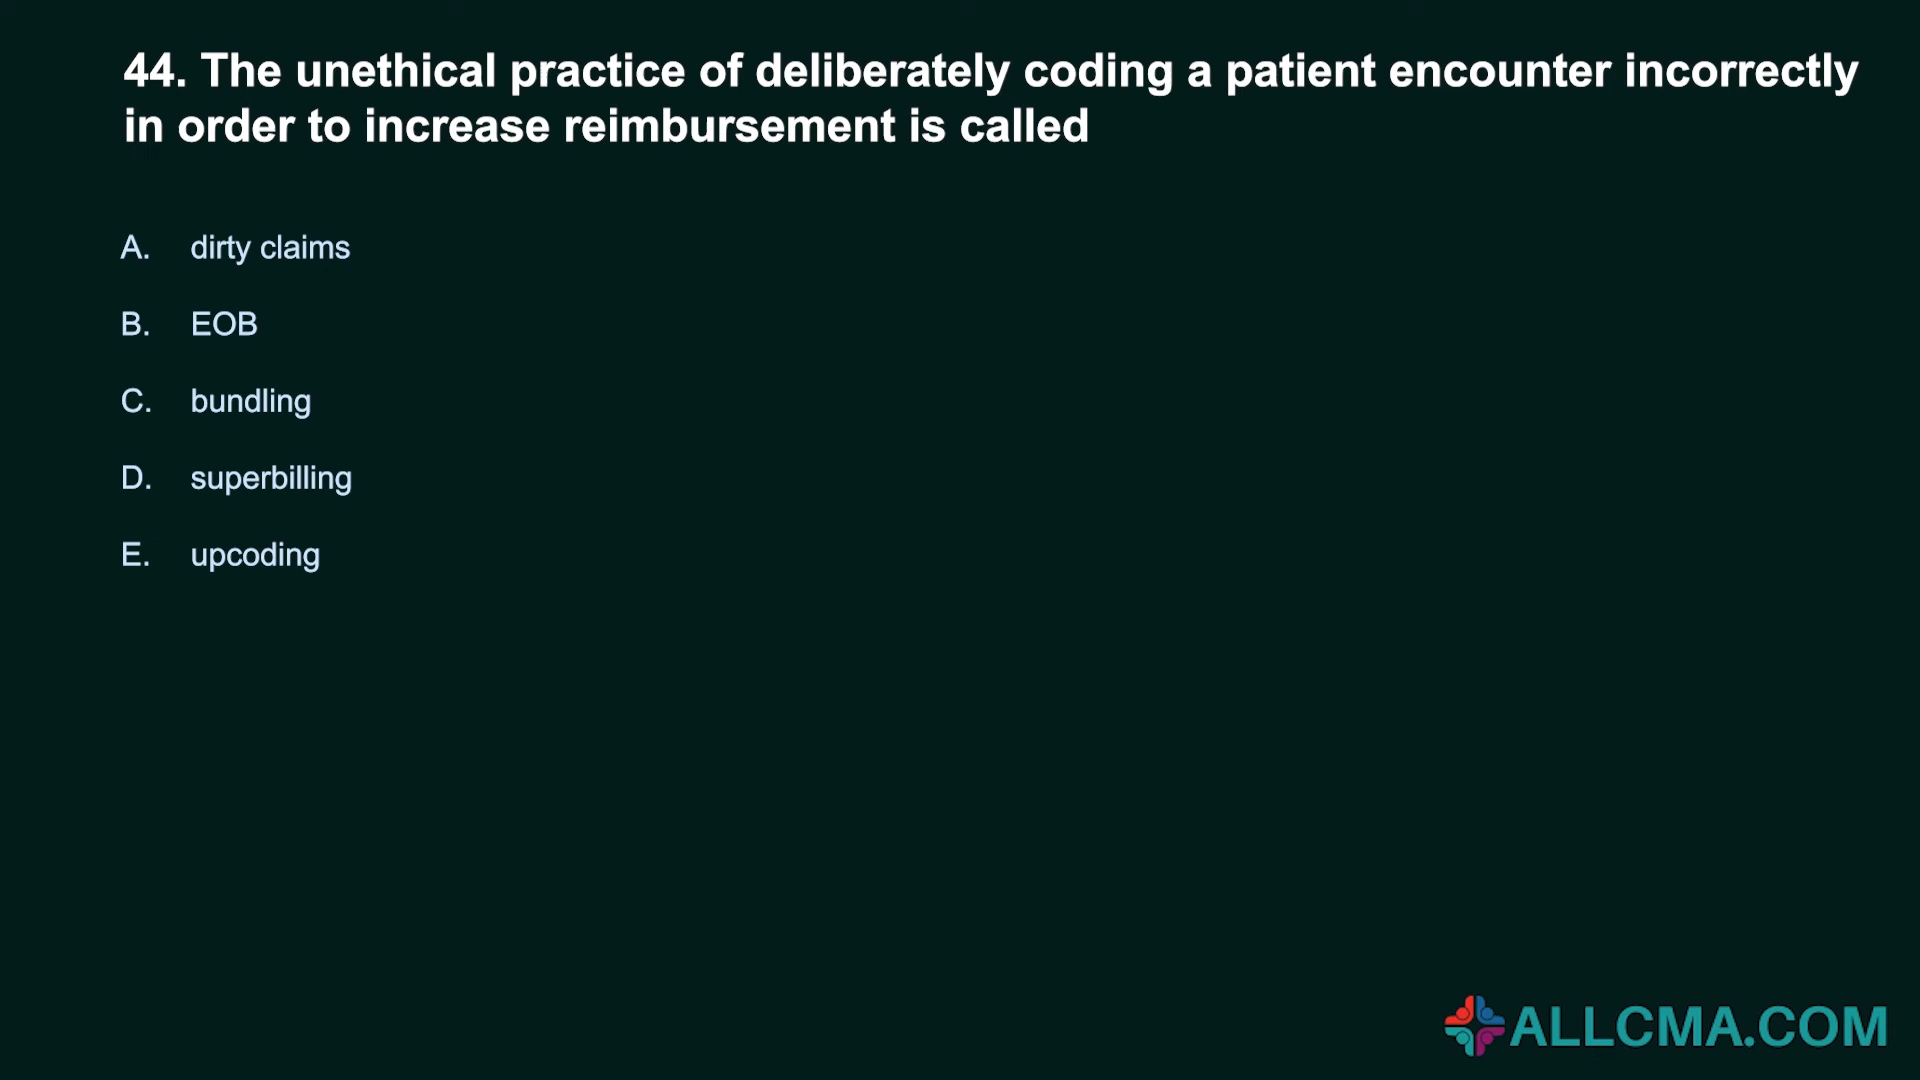 44. The unethical practice of deliberately coding a patient encounter incorrectly
in order to increase reimbursement is called
A. dirty claims
B. EOB
C. bundling
D. superbilling
E. upcoding
ALLCMA.COM